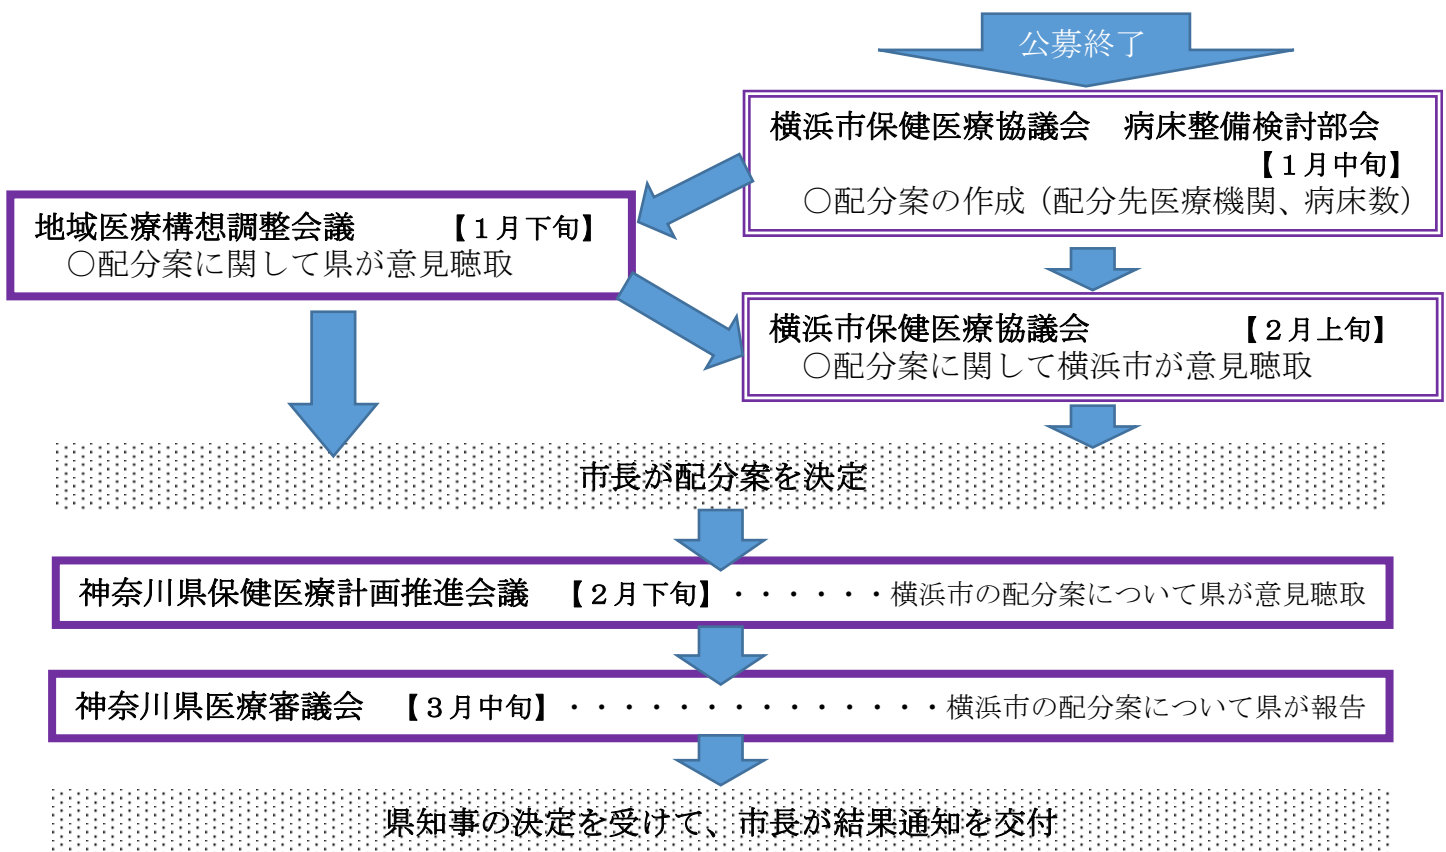 公募終了
横浜市保健医療協議会　病床整備検討部会
【１月中旬】
○配分案の作成（配分先医療機関、病床数）
地域医療構想調整会議　【１月下旬】
○配分案に関して県が意見聴取
横浜市保健医療協議会　【２月上旬】
○配分案に関して横浜市が意見聴取
市長が配分案を決定
神奈川県保健医療計画推進会議　【２月下旬】・・・・・・横浜市の配分案について県が意見聴取
神奈川県医療審議会　【３月中旬】・・・・・・・・・・・・・・横浜市の配分案について県が報告
県知事の決定を受けて、市長が結果通知を交付